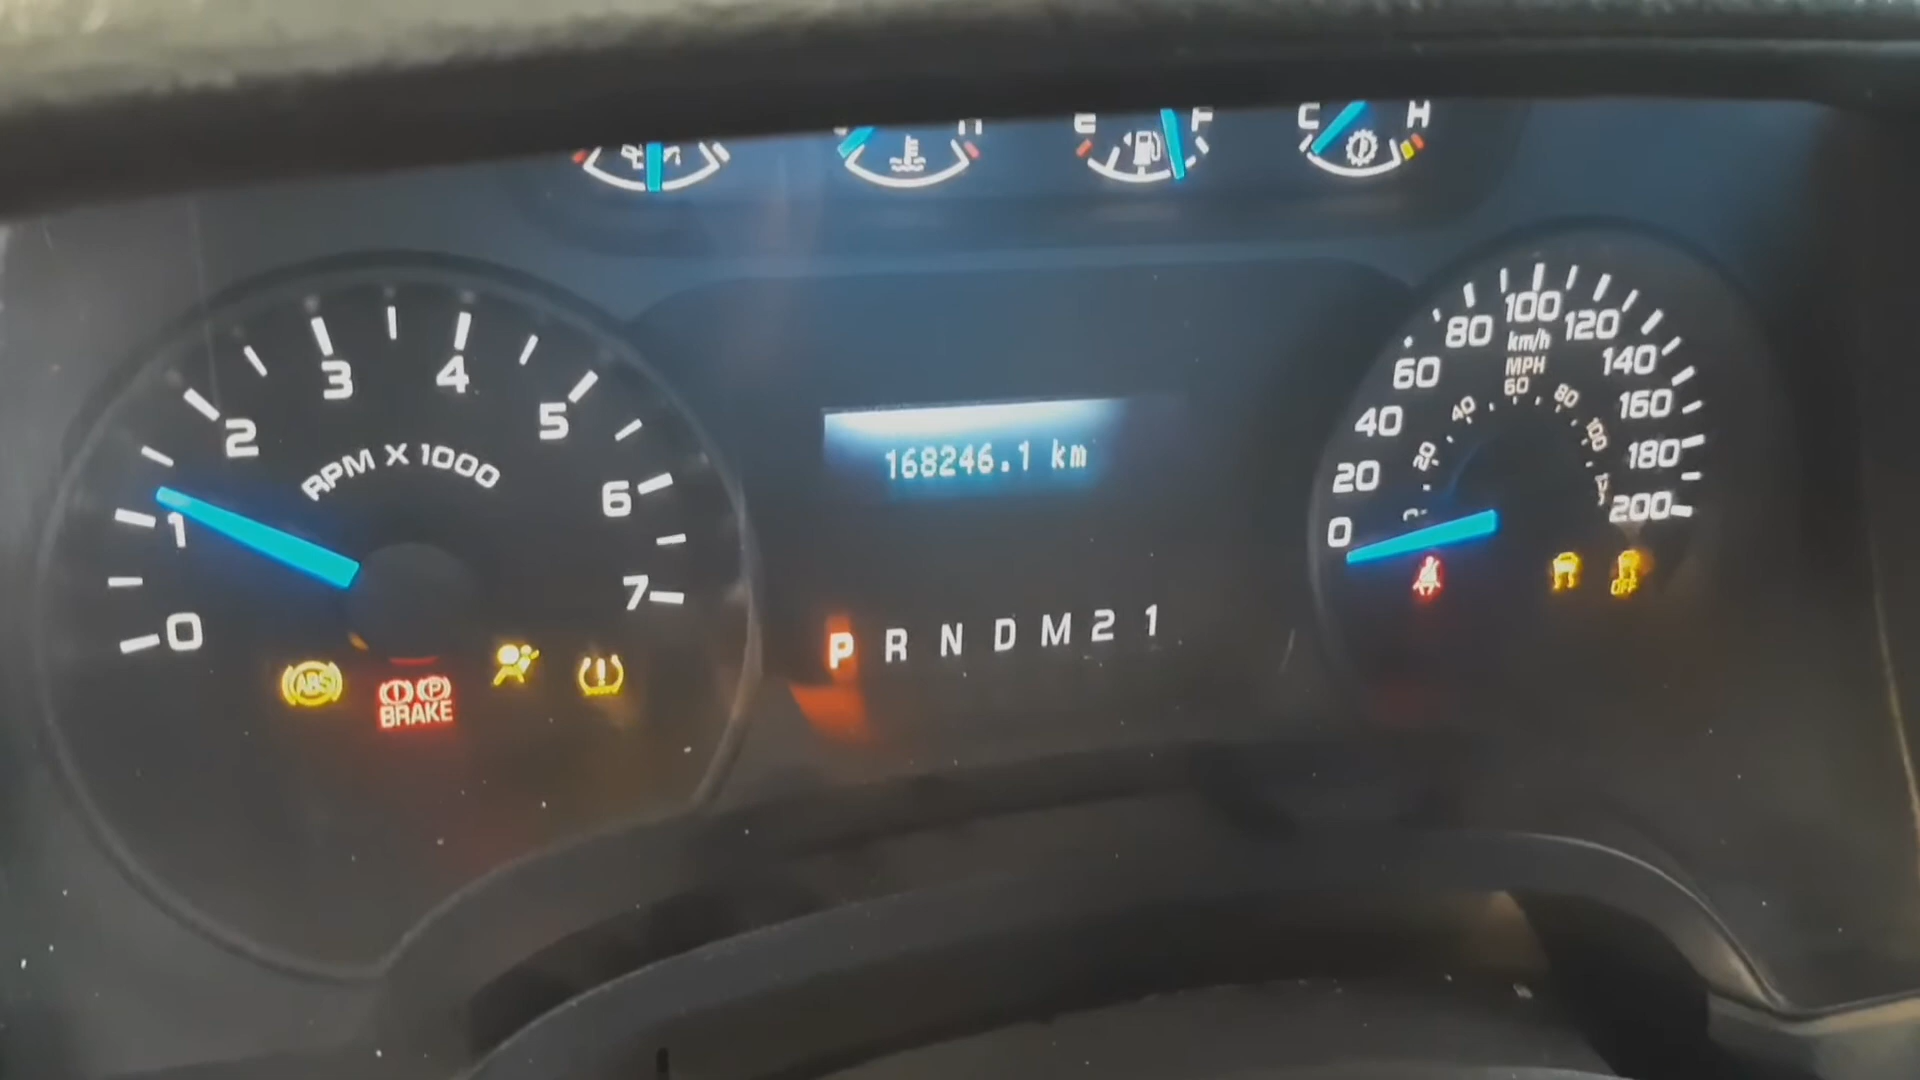 E F
C H
0 1 2 3 4 5 6 7
RPM X 1000
ABS
BRAKE
P
168246.1 km
P R N D M 2 1
0 20 40 60 80 100 120 140 160 180 200
km/h
MPH
20 40 60 80 100
OFF